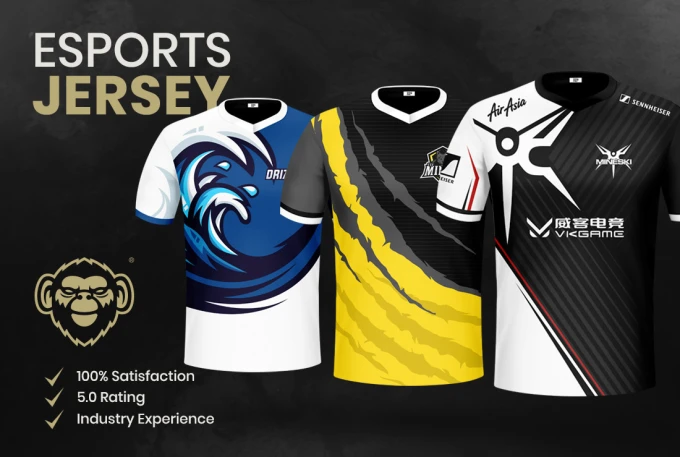 ESPORTS
JERSEY
AirAsia
SENNHEISER
MINESKI
威客电竞
VKGAME
®
100% Satisfaction
5.0 Rating
Industry Experience